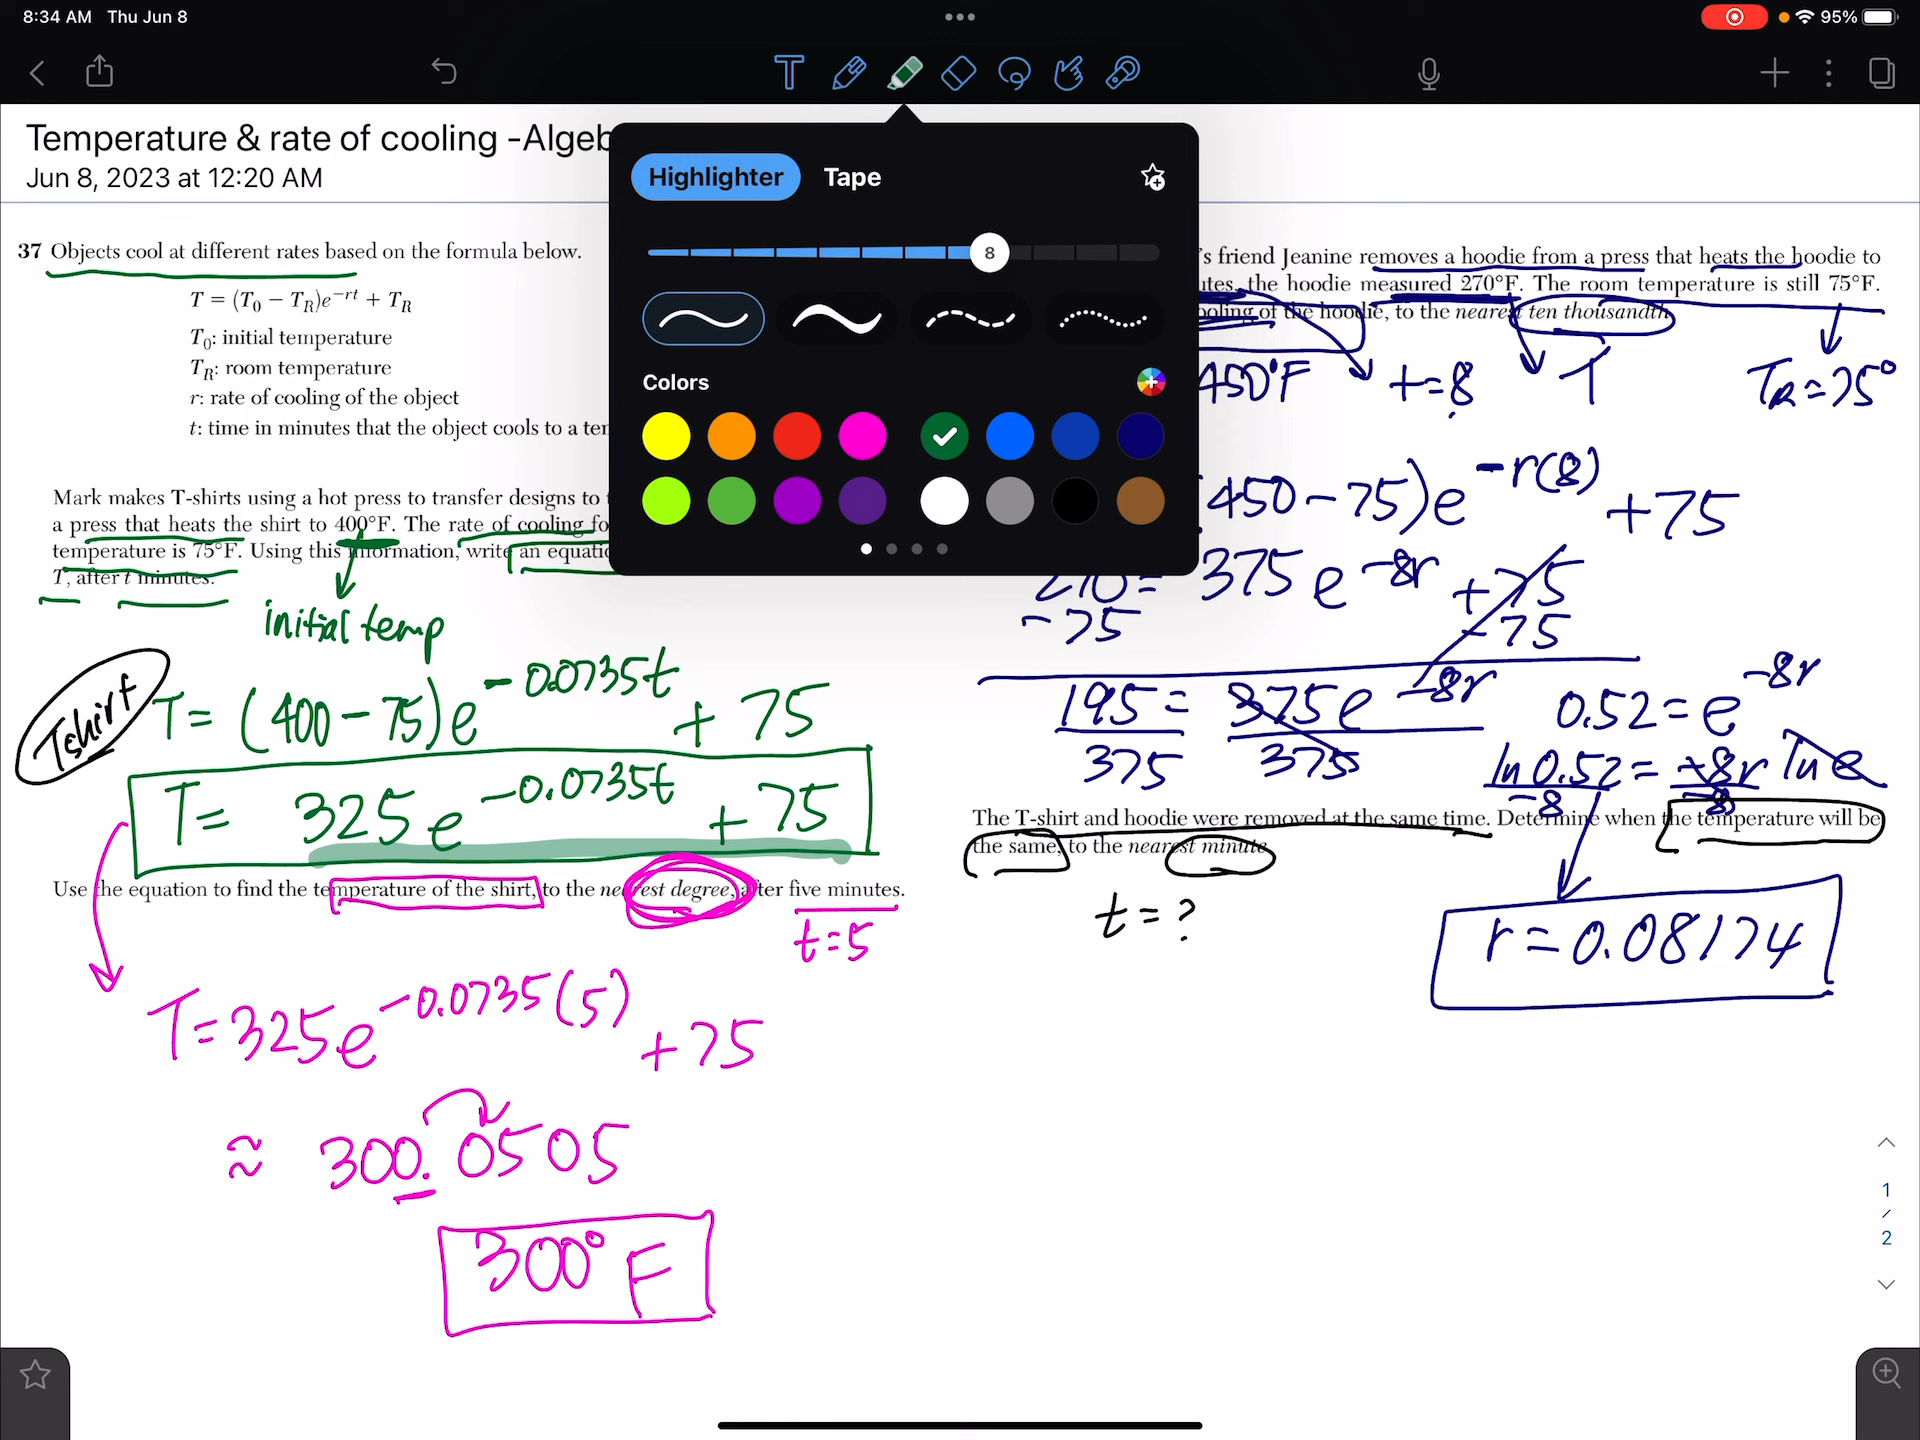 8:34 AM Thu Jun 8
95%
Temperature & rate of cooling -Algeb
Jun 8, 2023 at 12:20 AM
Highlighter Tape
8
Colors
37 Objects cool at different rates based on the formula below.
T = (T₀ − T_R)e^−rt + T_R
T₀: initial temperature
T_R: room temperature
r: rate of cooling of the object
t: time in minutes that the object cools to a
Mark makes T-shirts using a hot press to transfer designs to
a press that heats the shirt to 400°F. The rate of cooling
temperature is 75°F. Using this information, write an
T, after t minutes.
initial temp
Tshirt
T = (400 − 75)e^−0.0735t + 75
T = 325e^−0.0735t + 75
Use the equation to find the temperature of the shirt, to the nearest degree, after five minutes.
t=5
T=325e^−0.0735(5) +75
≈ 300.0505
300° F
's friend Jeanine removes a hoodie from a press that heats the hoodie to
the hoodie measured 270°F. The room temperature is still 75°F.
of the hoodie, to the nearest ten thousandth
450°F t=8 T T_R=75°
450−75)e^−r(8) +75
270= 375e^−8r +75
−75 −75
195 = 375e^−8r 0.52 = e^−8r
375 375 ln 0.52 = −8r ln e
−8 −8
The T-shirt and hoodie were removed at the same time. Determine when the temperature will be
the same, to the nearest minute
t = ?
r = 0.08174
1
/
2